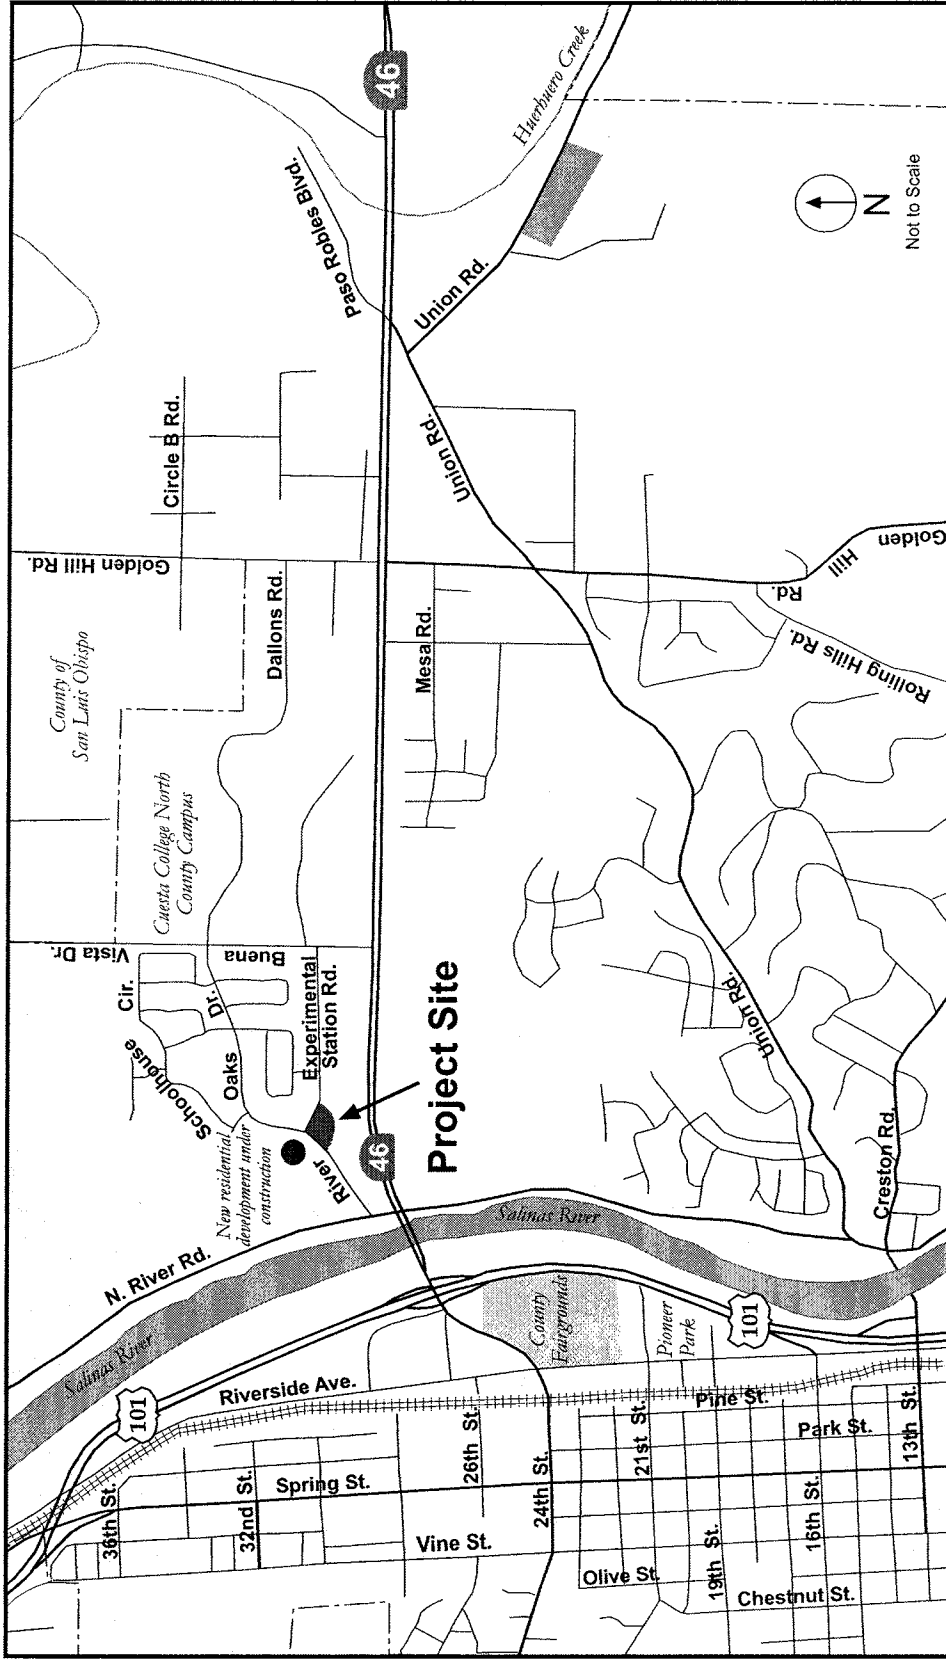 46
Huerhuero Creek
Paso Robles Blvd.
Union Rd.
N
Not to Scale
Circle B Rd.
Union Rd.
Golden Hill Rd.
Golden
Hill
Rd.
County of
San Luis Obispo
Dallons Rd.
Mesa Rd.
Rolling Hills Rd.
Cuesta College North
County Campus
Vista Dr.
Buena
Cir.
Schoolhouse
Dr.
Oaks
River
Experimental
Station Rd.
Project Site
Union Rd.
Creston Rd.
New residential
development under
construction
46
N. River Rd.
Salinas River
Salinas River
101
101
County
Fairgrounds
Pioneer
Park
Riverside Ave.
Pine St.
Park St.
13th St.
26th St.
21st St.
24th St.
Spring St.
36th St.
32nd St.
Vine St.
16th St.
19th St.
Olive St.
Chestnut St.